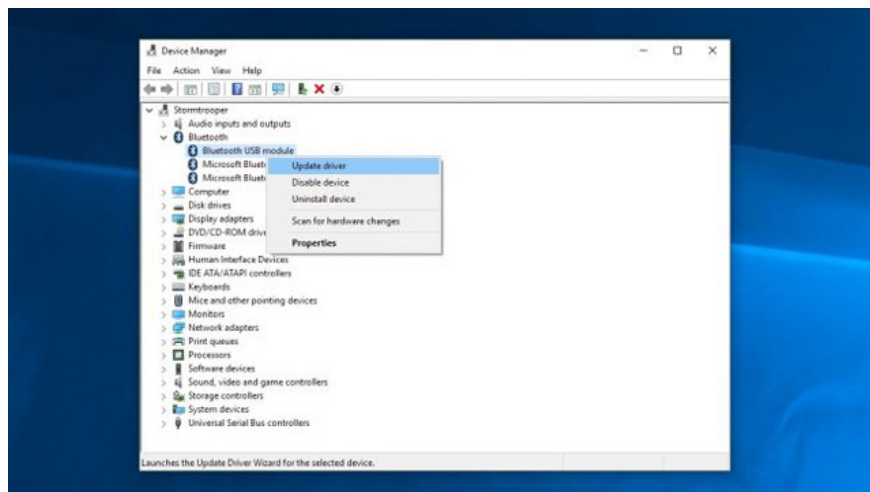 Device Manager
File Action View Help
Stormtrooper
Audio inputs and outputs
Bluetooth
Bluetooth USB module
Microsoft Blueto
Microsoft Blueto
Update driver
Disable device
Uninstall device
Scan for hardware changes
Properties
Computer
Disk drives
Display adapters
DVD/CD-ROM drive
Firmware
Human Interface Devices
IDE ATA/ATAPI controllers
Keyboards
Mice and other pointing devices
Monitors
Network adapters
Print queues
Processors
Software devices
Sound, video and game controllers
Storage controllers
System devices
Universal Serial Bus controllers
Launches the Update Driver Wizard for the selected device.